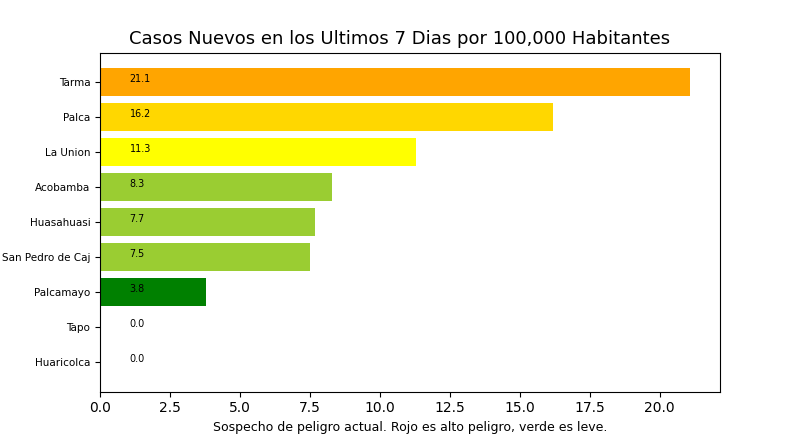 Casos Nuevos en los Ultimos 7 Dias por 100,000 Habitantes
Tarma 21.1
Palca 16.2
La Union 11.3
Acobamba 8.3
Huasahuasi 7.7
San Pedro de Caj 7.5
Palcamayo 3.8
Tapo 0.0
Huaricolca 0.0
0.0 2.5 5.0 7.5 10.0 12.5 15.0 17.5 20.0
Sospecho de peligro actual. Rojo es alto peligro, verde es leve.